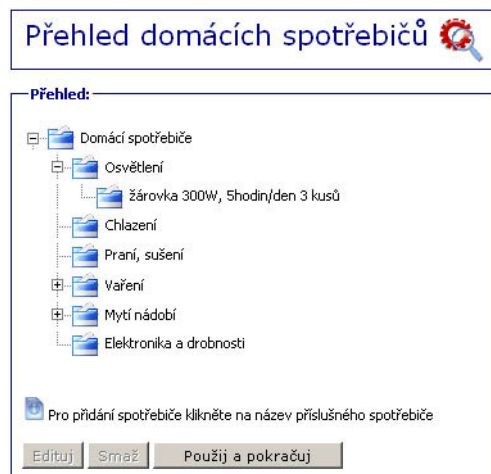 Přehled domácích spotřebičů
Přehled:
Domácí spotřebiče
Osvětlení
žárovka 300W, 5hodin/den 3 kusů
Chlazení
Praní, sušení
Vaření
Mytí nádobí
Elektronika a drobnosti
Pro přidání spotřebiče klikněte na název příslušného spotřebiče
Edituj Smaž Použij a pokračuj